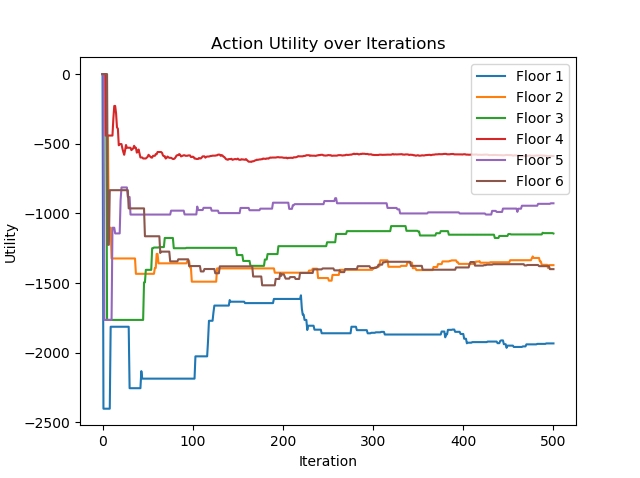 Action Utility over Iterations
0
−500
−1000
−1500
−2000
−2500
Utility
0
100
200
300
400
500
Iteration
Floor 1
Floor 2
Floor 3
Floor 4
Floor 5
Floor 6